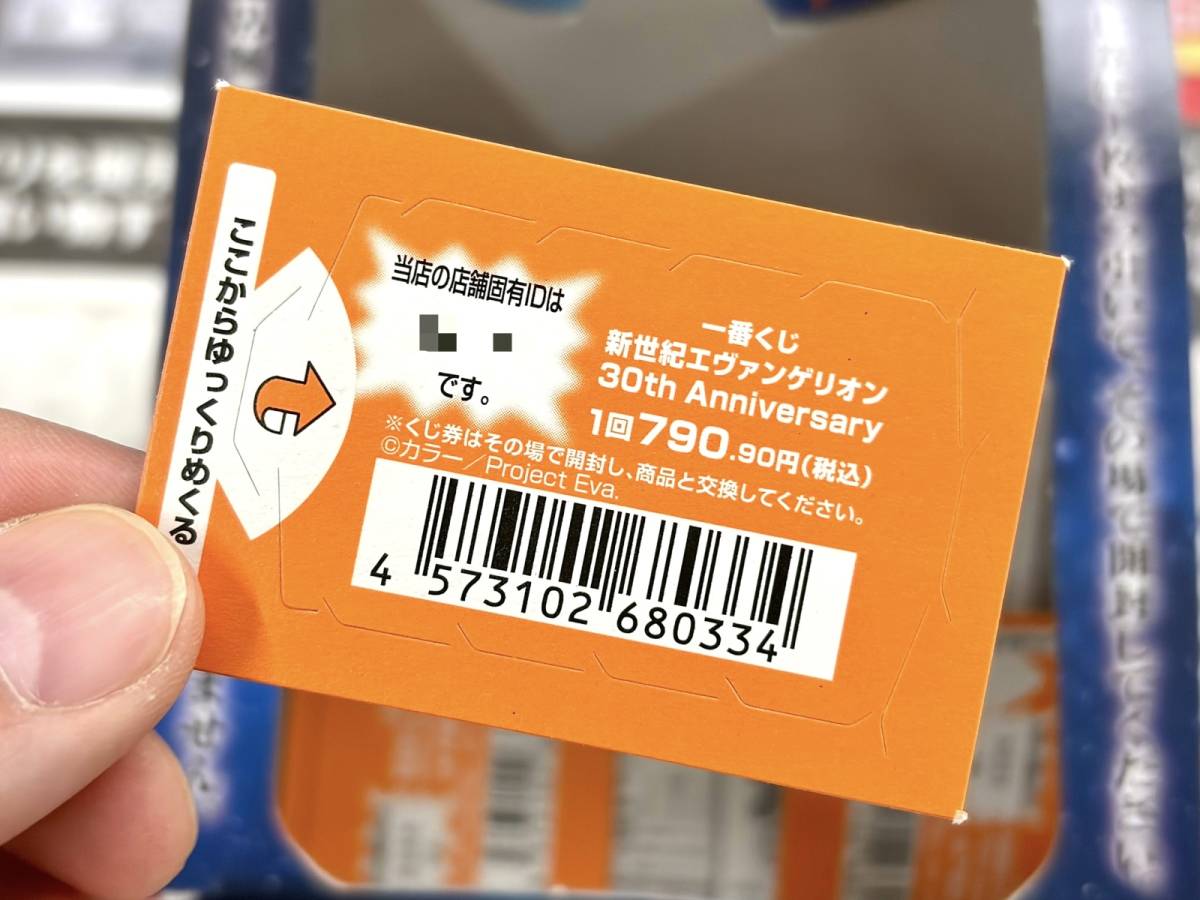 ここからゆっくりめくる
当店の店舗固有IDは
です。
一番くじ
新世紀エヴァンゲリオン
30th Anniversary
1回790.90円(税込)
※くじ券はその場で開封し、商品と交換してください。
©カラー/Project Eva.
4 573102 680334